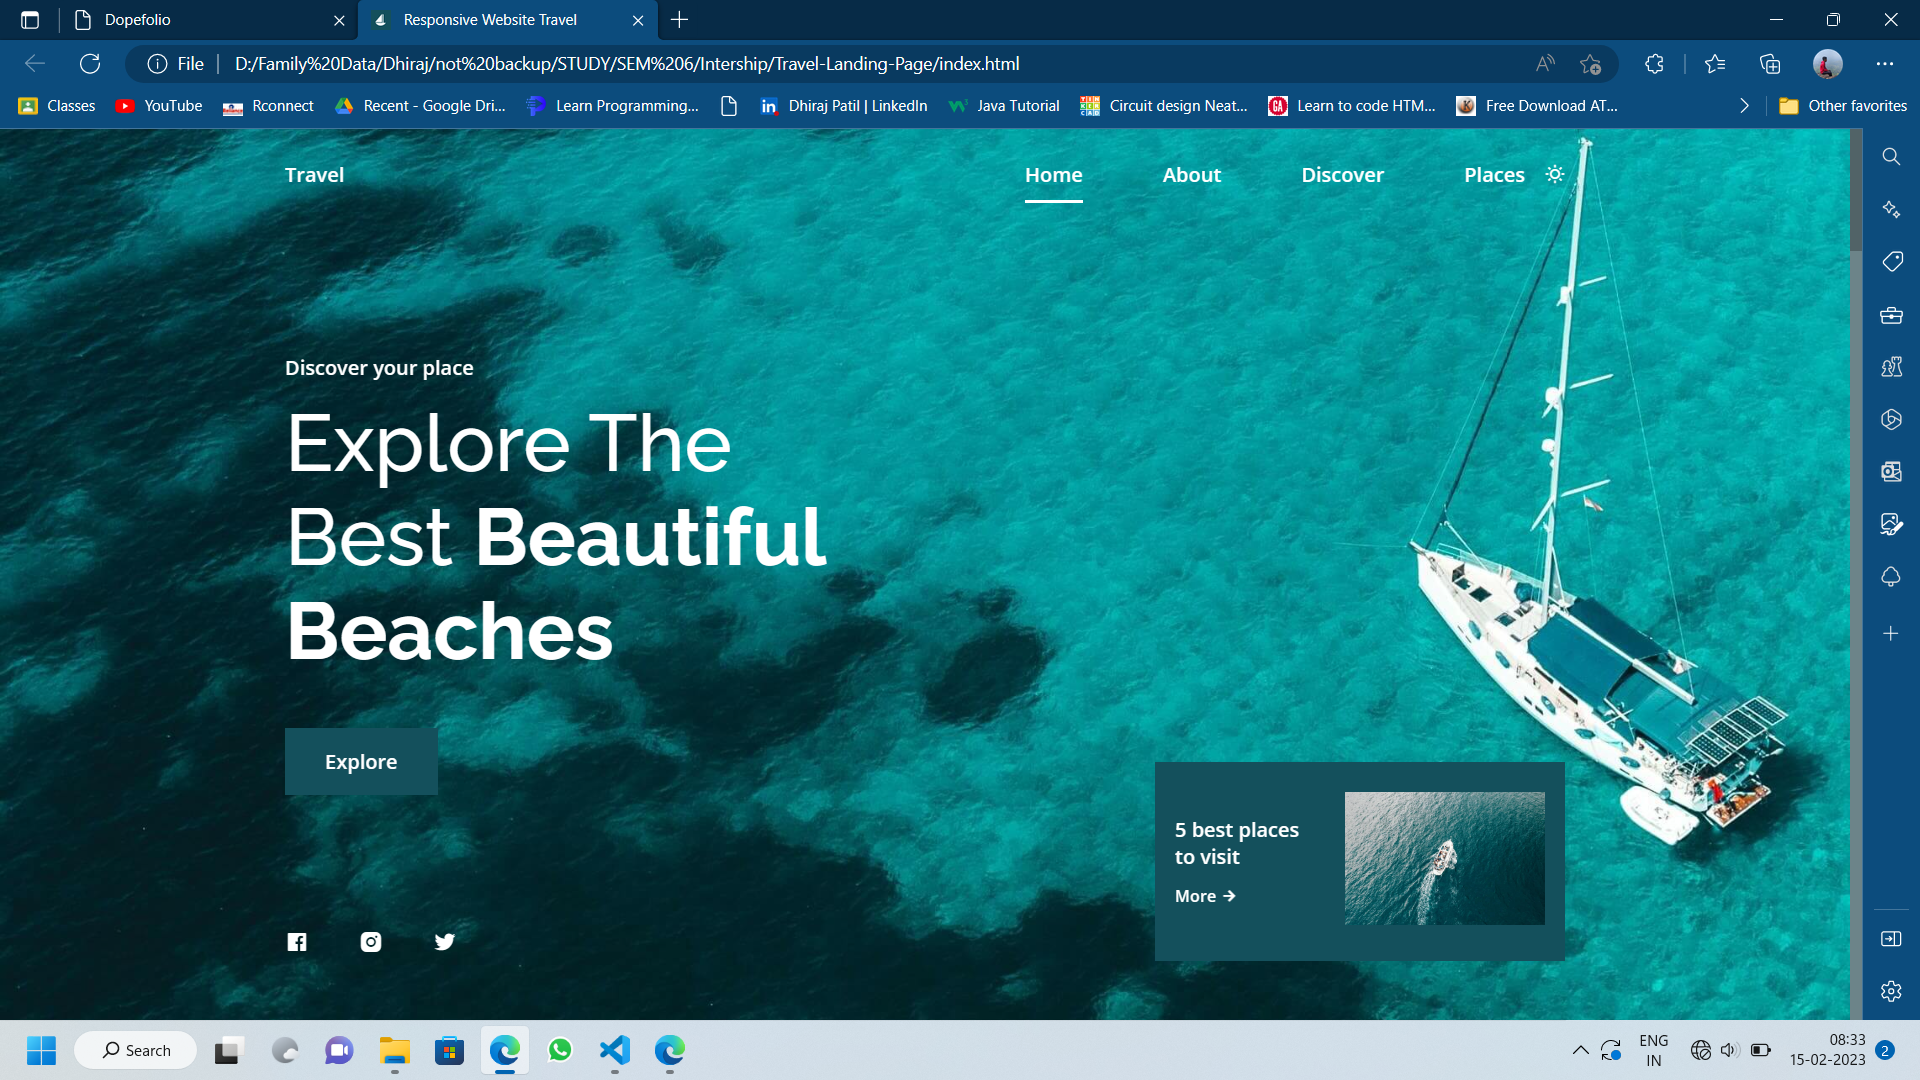 Dopefolio
Responsive Website Travel
File
D:/Family%20Data/Dhiraj/not%20backup/STUDY/SEM%206/Intership/Travel-Landing-Page/index.html
Classes
YouTube
Rconnect
Recent - Google Dri...
Learn Programming...
Dhiraj Patil | LinkedIn
Java Tutorial
Circuit design Neat...
Learn to code HTM...
Free Download AT...
Other favorites
Travel
Home
About
Discover
Places
Discover your place
Explore The
Best Beautiful
Beaches
Explore
5 best places
to visit
More →
Search
ENG
IN
08:33
15-02-2023
2